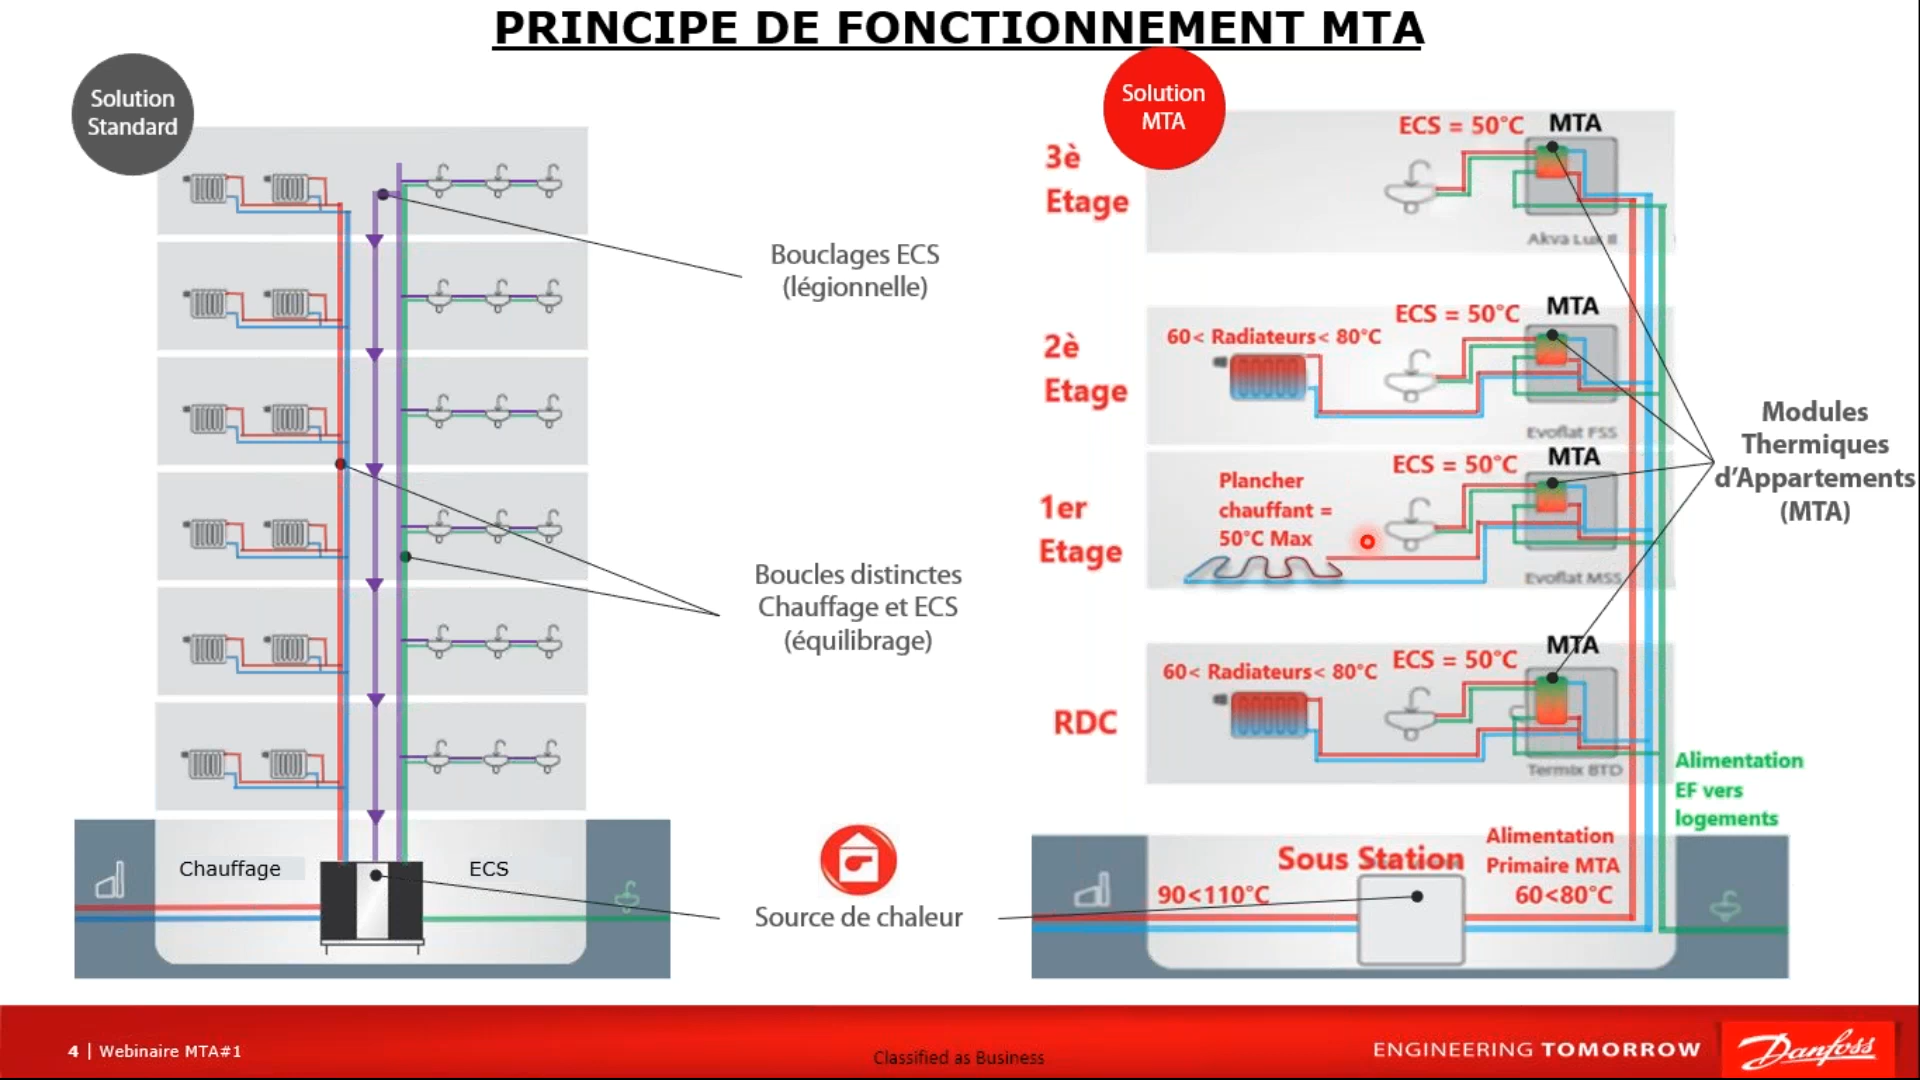 PRINCIPE DE FONCTIONNEMENT MTA
Solution
Standard
Bouclages ECS
(légionnelle)
Boucles distinctes
Chauffage et ECS
(équilibrage)
Chauffage
ECS
Source de chaleur
Solution
MTA
3è
Etage
ECS = 50°C
MTA
Akva Lux II
2è
Etage
60< Radiateurs< 80°C
ECS = 50°C
MTA
Evoflat FSS
1er
Etage
Plancher
chauffant =
50°C Max
ECS = 50°C
MTA
Evoflat MSS
RDC
60< Radiateurs< 80°C
ECS = 50°C
MTA
Termix BTD
Modules
Thermiques
d'Appartements
(MTA)
Alimentation
EF vers
logements
Sous Station
90<110°C
Alimentation
Primaire MTA
60<80°C
4 | Webinaire MTA#1
Classified as Business
ENGINEERING TOMORROW
Danfoss